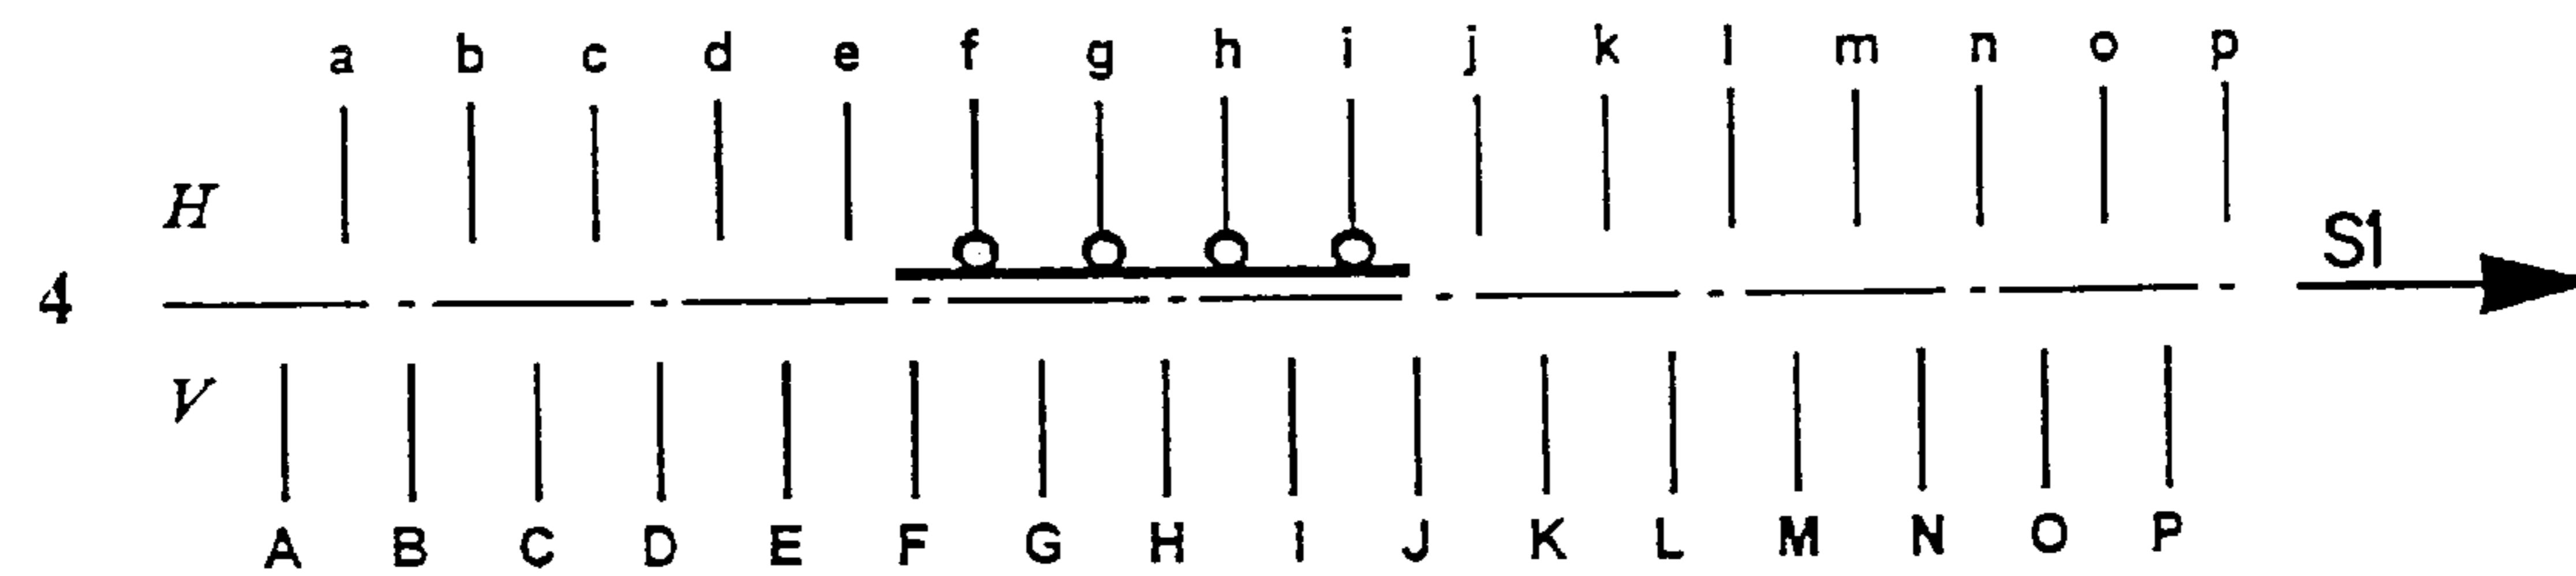 a b c d e f g h i j k l m n o p
H
S1
4
V
A B C D E F G H I J K L M N O P